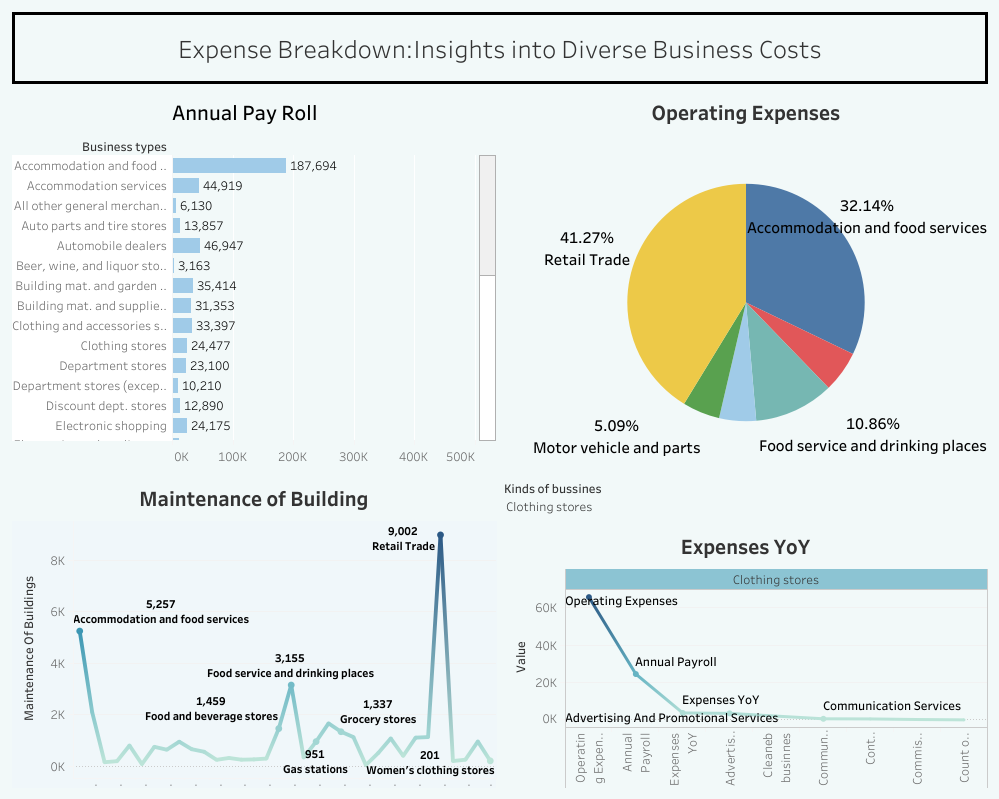 Expense Breakdown:Insights into Diverse Business Costs
Annual Pay Roll
Business types
Accommodation and food ..
187,694
Accommodation services
44,919
All other general merchan..
6,130
Auto parts and tire stores
13,857
Automobile dealers
46,947
Beer, wine, and liquor sto..
3,163
Building mat. and garden ..
35,414
Building mat. and supplie..
31,353
Clothing and accessories s..
33,397
Clothing stores
24,477
Department stores
23,100
Department stores (excep..
10,210
Discount dept. stores
12,890
Electronic shopping
24,175
0K 100K 200K 300K 400K 500K
Operating Expenses
32.14%
Accommodation and food services
41.27%
Retail Trade
10.86%
Food service and drinking places
5.09%
Motor vehicle and parts
Maintenance of Building
Maintenance Of Buildings
8K
6K
4K
2K
0K
9,002
Retail Trade
5,257
Accommodation and food services
3,155
Food service and drinking places
1,459
Food and beverage stores
1,337
Grocery stores
951
Gas stations
201
Women's clothing stores
Kinds of bussines
Clothing stores
Expenses YoY
Clothing stores
Value
60K
40K
20K
0K
Operating Expenses
Annual Payroll
Expenses YoY
Communication Services
Advertising And Promotional Services
Operatin
g Expen..
Annual
Payroll
Expenses
YoY
Advertis..
Cleaneb
businnes
Commun..
Cont..
Commis..
Count o..